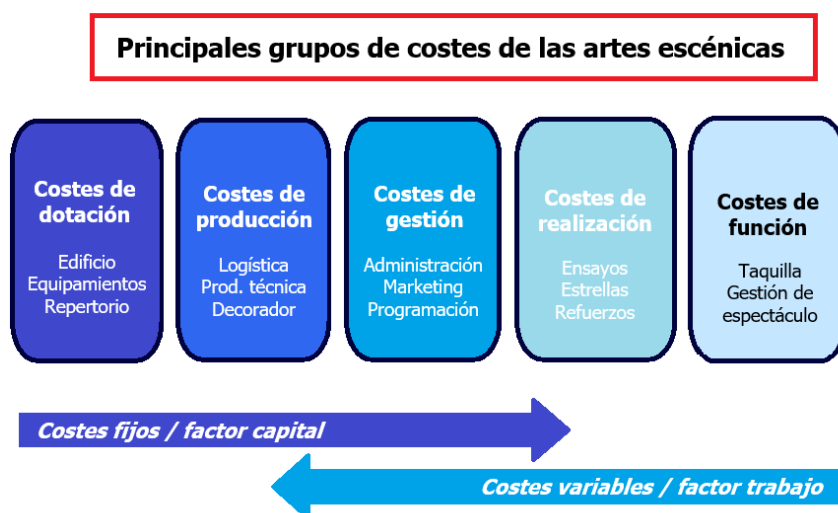 Principales grupos de costes de las artes escénicas
Costes de
dotación
Edificio
Equipamientos
Repertorio
Costes de
producción
Logística
Prod. técnica
Decorador
Costes de
gestión
Administración
Marketing
Programación
Costes de
realización
Ensayos
Estrellas
Refuerzos
Costes de
función
Taquilla
Gestión de
espectáculo
Costes fijos / factor capital
Costes variables / factor trabajo